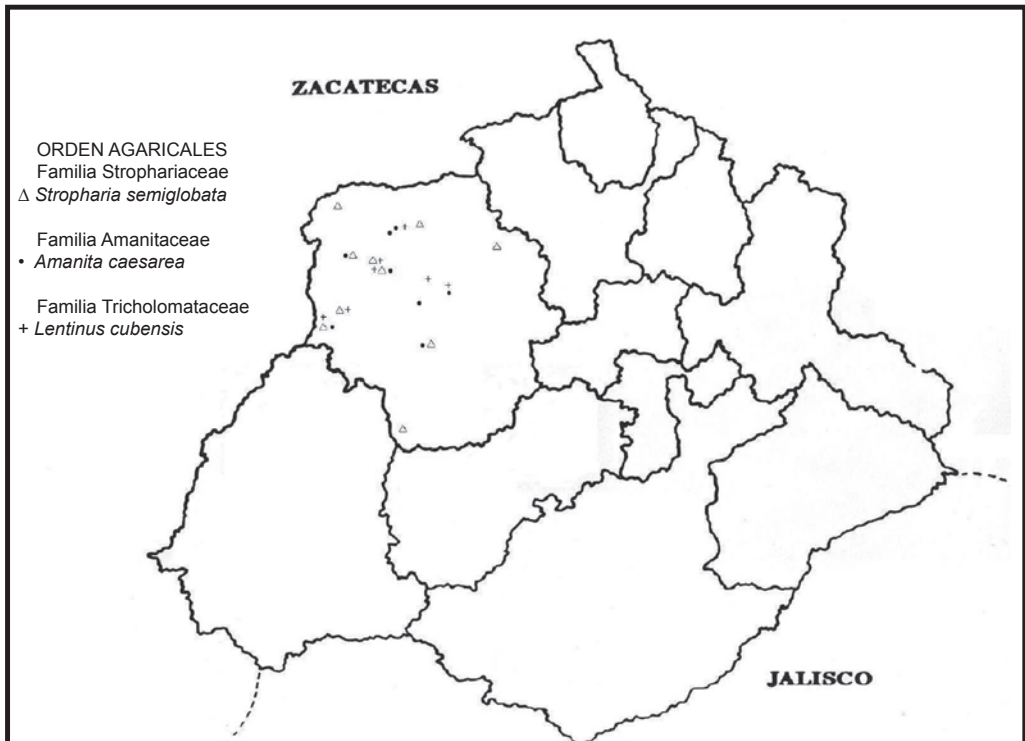 ZACATECAS
ORDEN AGARICALES
Familia Strophariaceae
Δ Stropharia semiglobata
Familia Amanitaceae
• Amanita caesarea
Familia Tricholomataceae
+ Lentinus cubensis
JALISCO